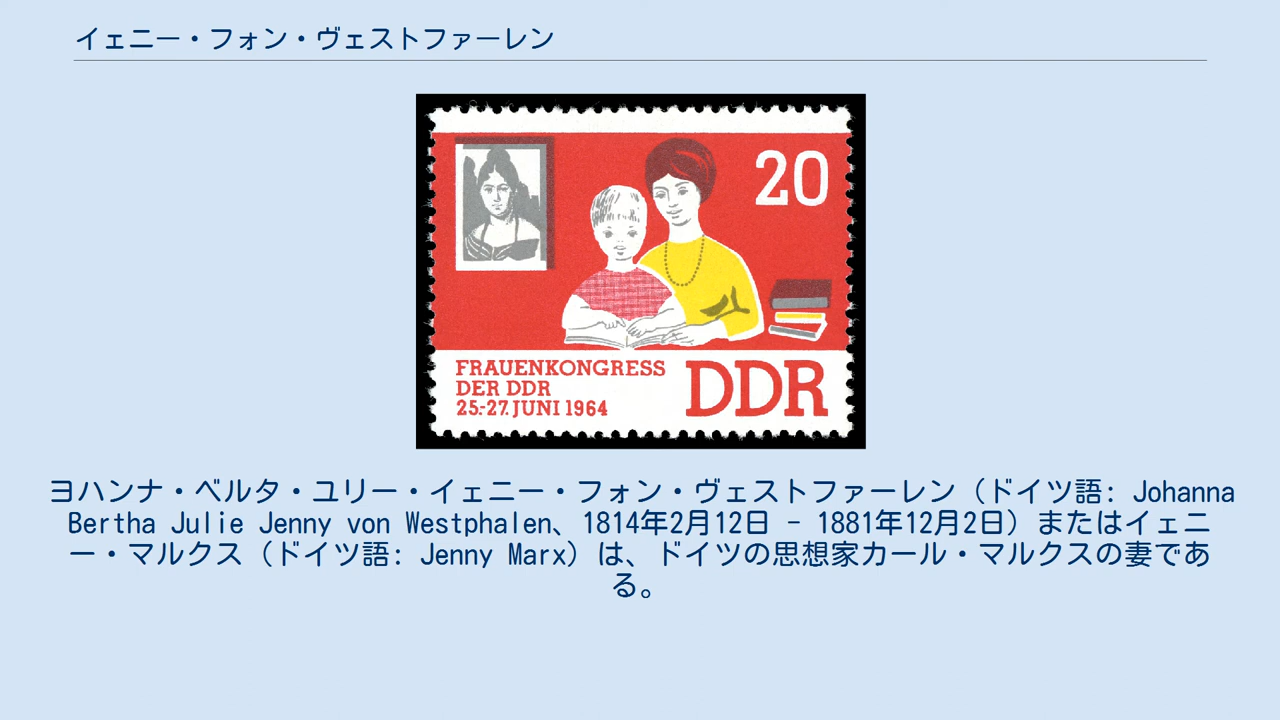 イェニー・フォン・ヴェストファーレン
20
FRAUENKONGRESS
DER DDR
25.-27. JUNI 1964
DDR
ヨハンナ・ベルタ・ユリー・イェニー・フォン・ヴェストファーレン（ドイツ語: Johanna
Bertha Julie Jenny von Westphalen、1814年2月12日 - 1881年12月2日）またはイェニ
ー・マルクス（ドイツ語: Jenny Marx）は、ドイツの思想家カール・マルクスの妻であ
る。